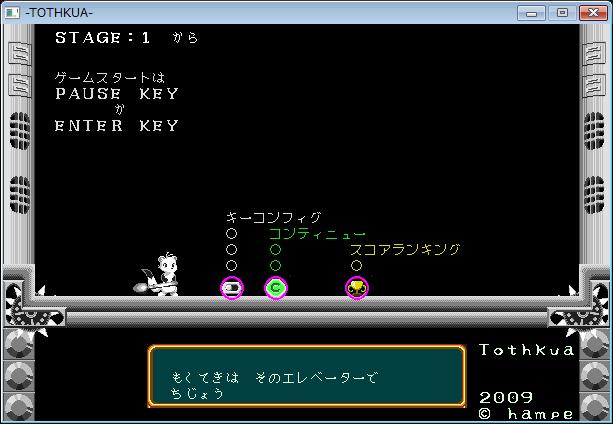 -TOTHKUA-
STAGE:1 から
ゲームスタートは
PAUSE KEY
か
ENTER KEY
キーコンフィグ
コンティニュー
スコアランキング
C
もくてきは そのエレベーターで
ちじょう
Tothkua
2009
© hampe